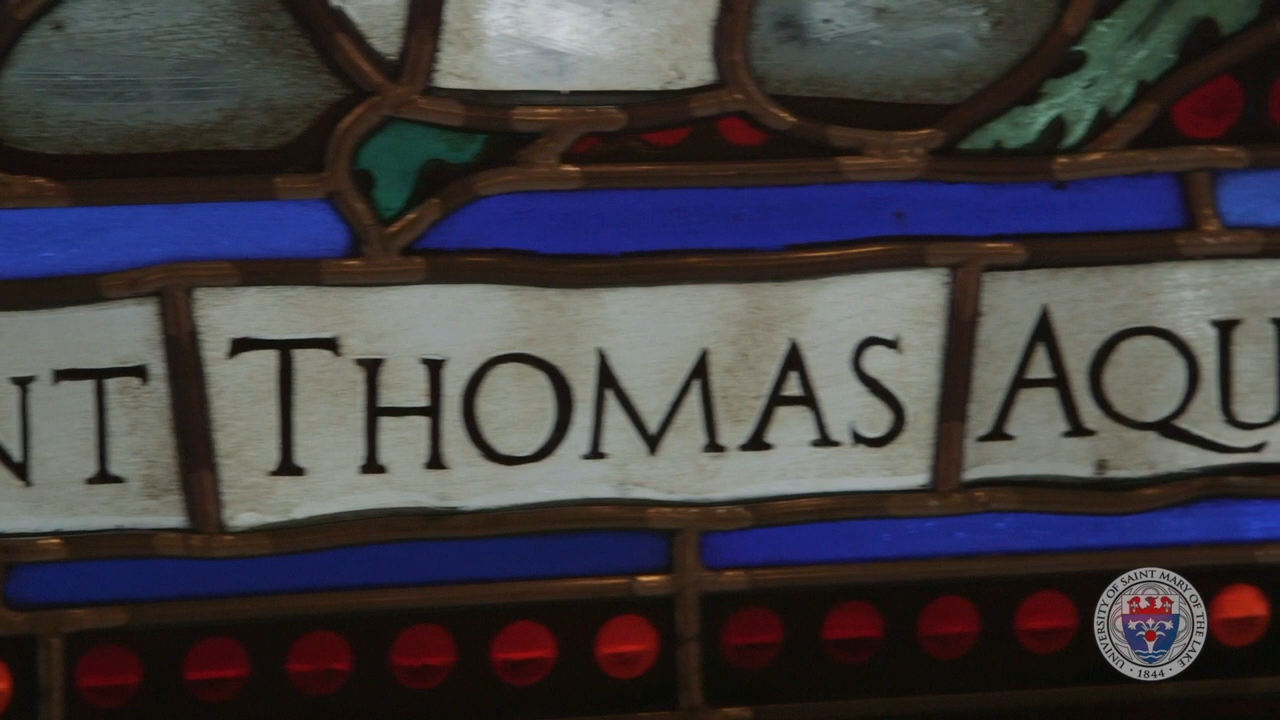 NT THOMAS AQU
UNIVERSITY OF SAINT MARY OF THE LAKE
· 1844 ·